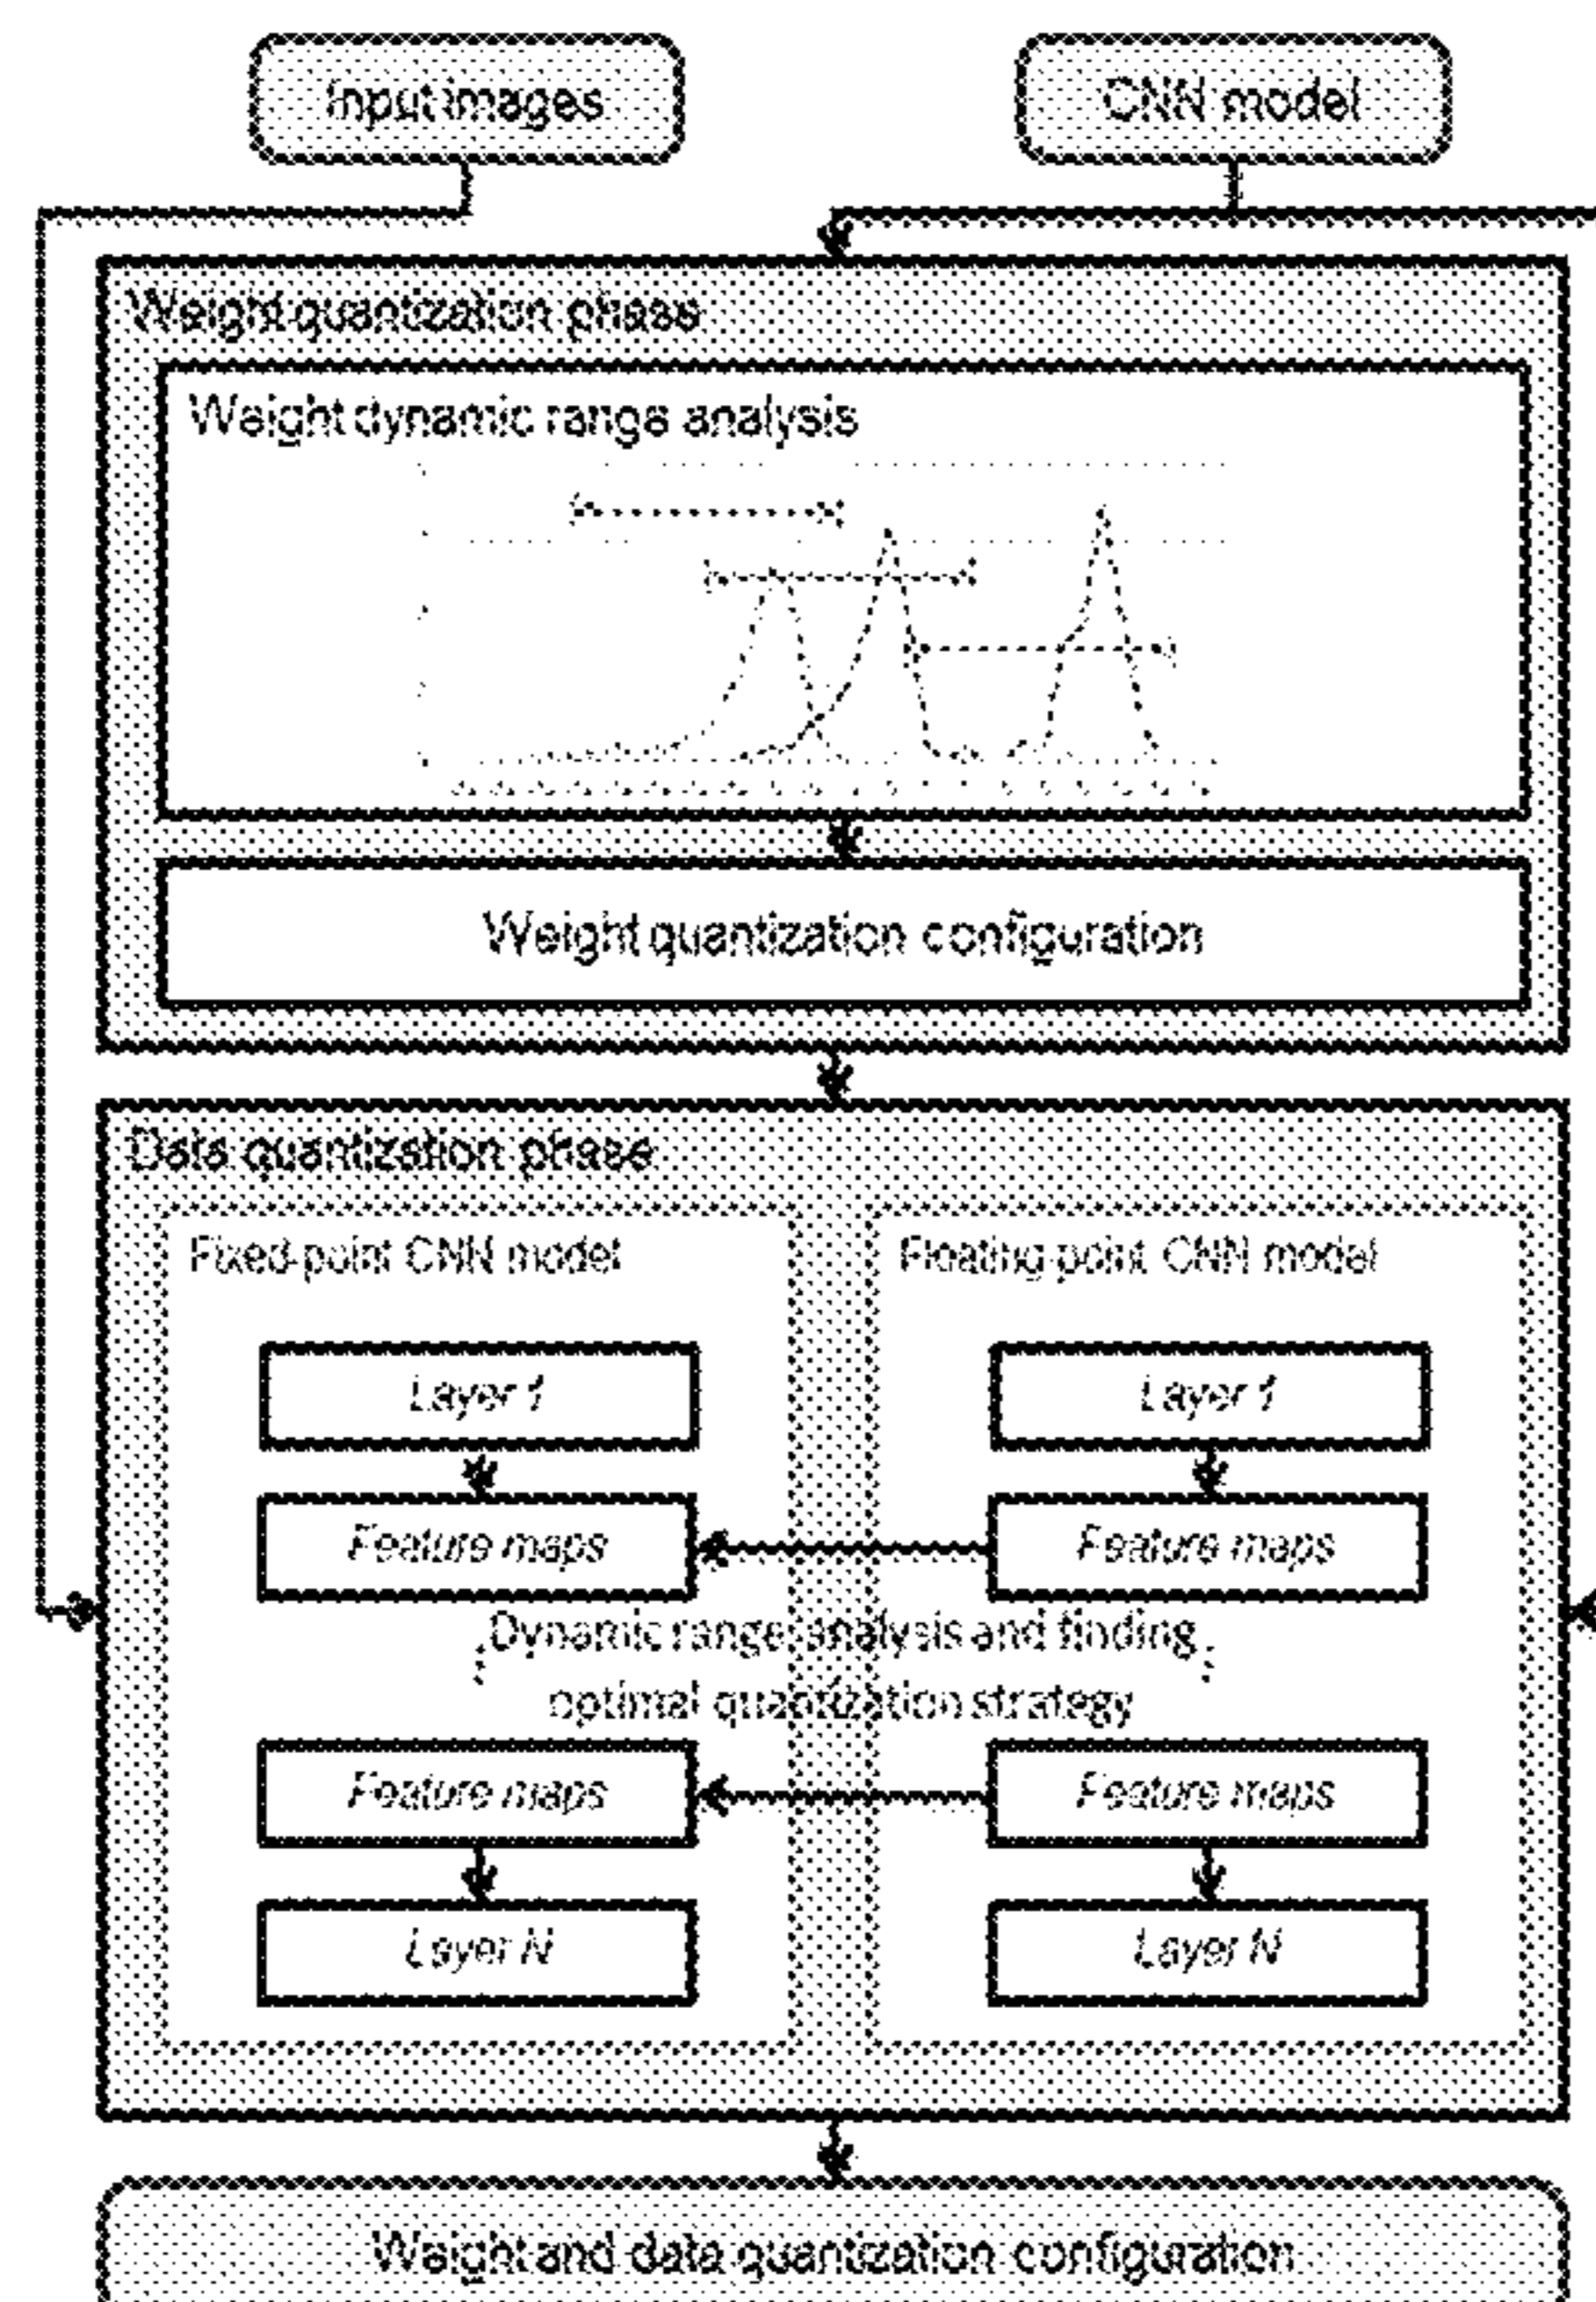 Input images
CNN model
Weight quantization phase
Weight dynamic range analysis
Weight quantization configuration
Data quantization phase
Fixed-point CNN model
Floating-point CNN model
Layer 1
Layer 1
Feature maps
Feature maps
Dynamic range analysis and finding
optimal quantization strategy
Feature maps
Feature maps
Layer N
Layer N
Weight and data quantization configuration